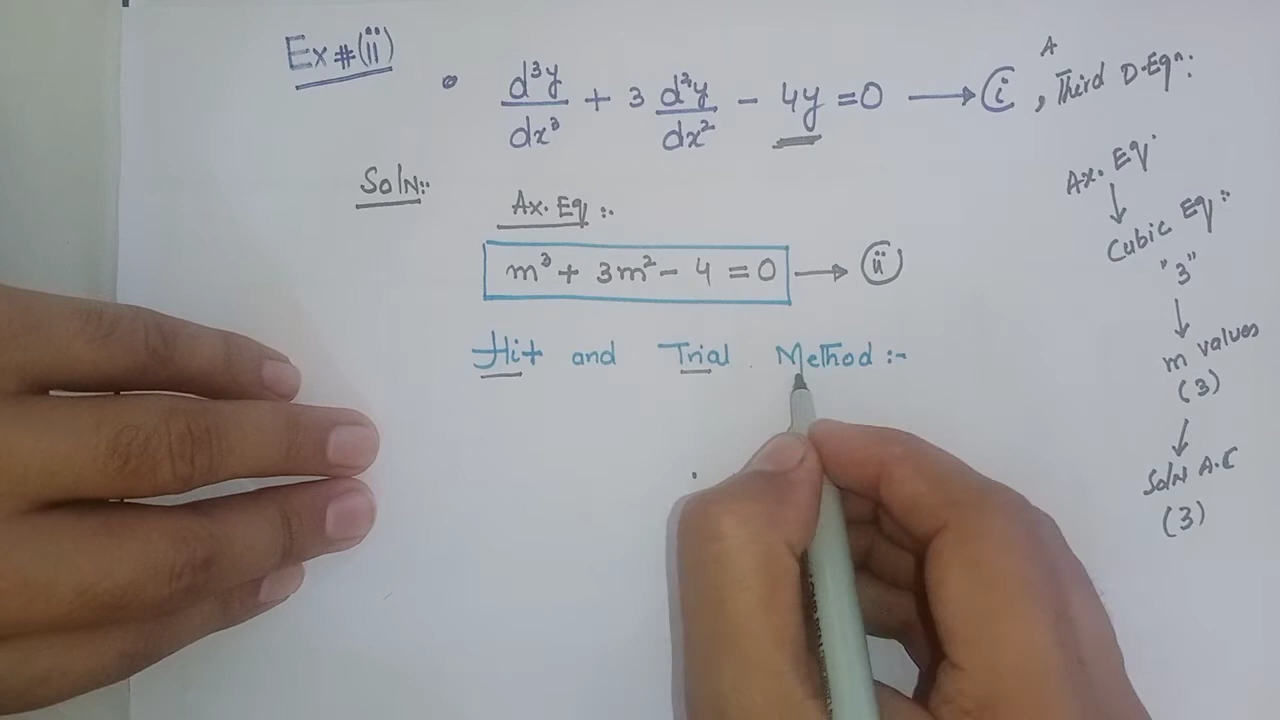 Ex#(ii)
d³y/dx³ + 3 d²y/dx² - 4y = 0 → (i) , A Third D.Eqn:
Soln::
Ax. Eq :.
m³ + 3m² - 4 = 0 → (ii)
Hit and Trial Method :-
Ax. Eq.
↓
Cubic Eq::
"3"
↓
m values
(3)
↓
SolN A.C
(3)